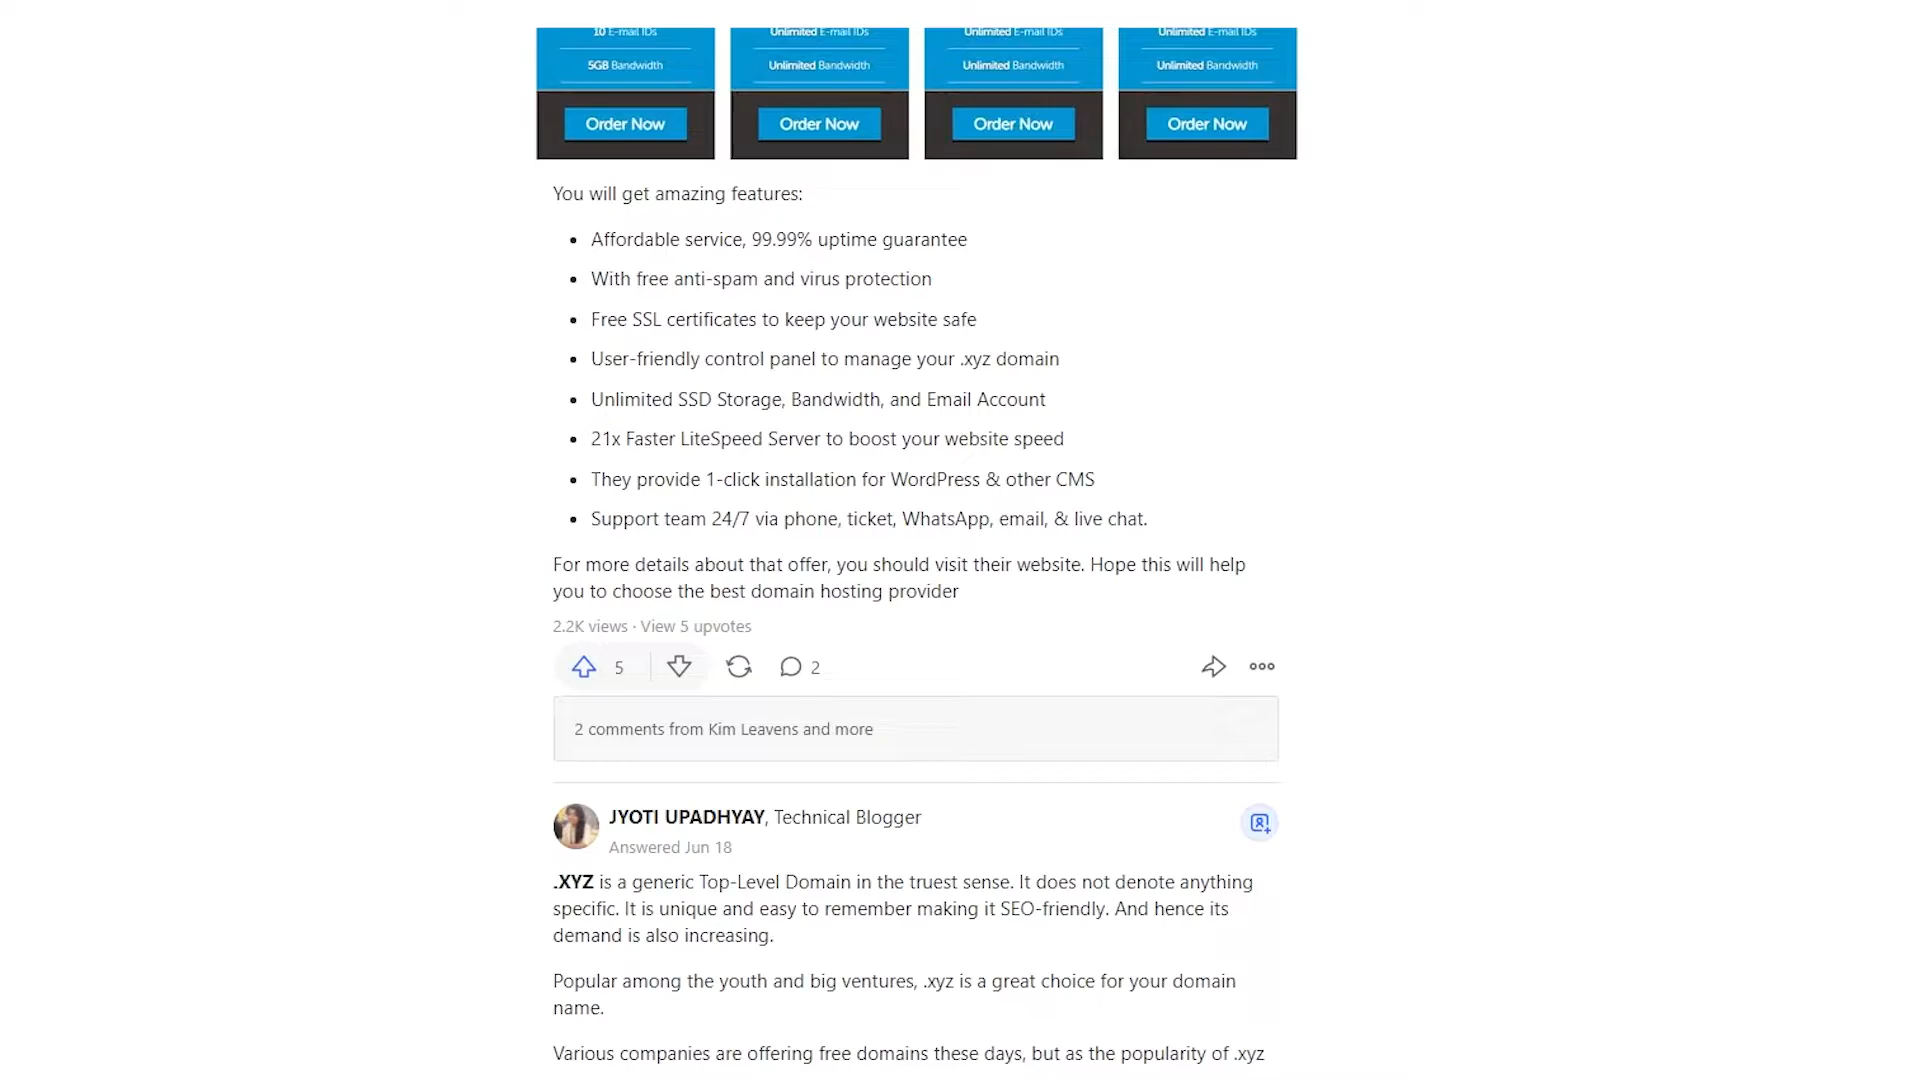 10 E-mail IDs
Unlimited E-mail IDs
Unlimited E-mail IDs
Unlimited E-mail IDs
5GB Bandwidth
Unlimited Bandwidth
Unlimited Bandwidth
Unlimited Bandwidth
Order Now
Order Now
Order Now
Order Now
You will get amazing features:
• Affordable service, 99.99% uptime guarantee
• With free anti-spam and virus protection
• Free SSL certificates to keep your website safe
• User-friendly control panel to manage your .xyz domain
• Unlimited SSD Storage, Bandwidth, and Email Account
• 21x Faster LiteSpeed Server to boost your website speed
• They provide 1-click installation for WordPress & other CMS
• Support team 24/7 via phone, ticket, WhatsApp, email, & live chat.
For more details about that offer, you should visit their website. Hope this will help
you to choose the best domain hosting provider
2.2K views · View 5 upvotes
5
2
2 comments from Kim Leavens and more
JYOTI UPADHYAY, Technical Blogger
Answered Jun 18
.XYZ is a generic Top-Level Domain in the truest sense. It does not denote anything
specific. It is unique and easy to remember making it SEO-friendly. And hence its
demand is also increasing.
Popular among the youth and big ventures, .xyz is a great choice for your domain
name.
Various companies are offering free domains these days, but as the popularity of .xyz